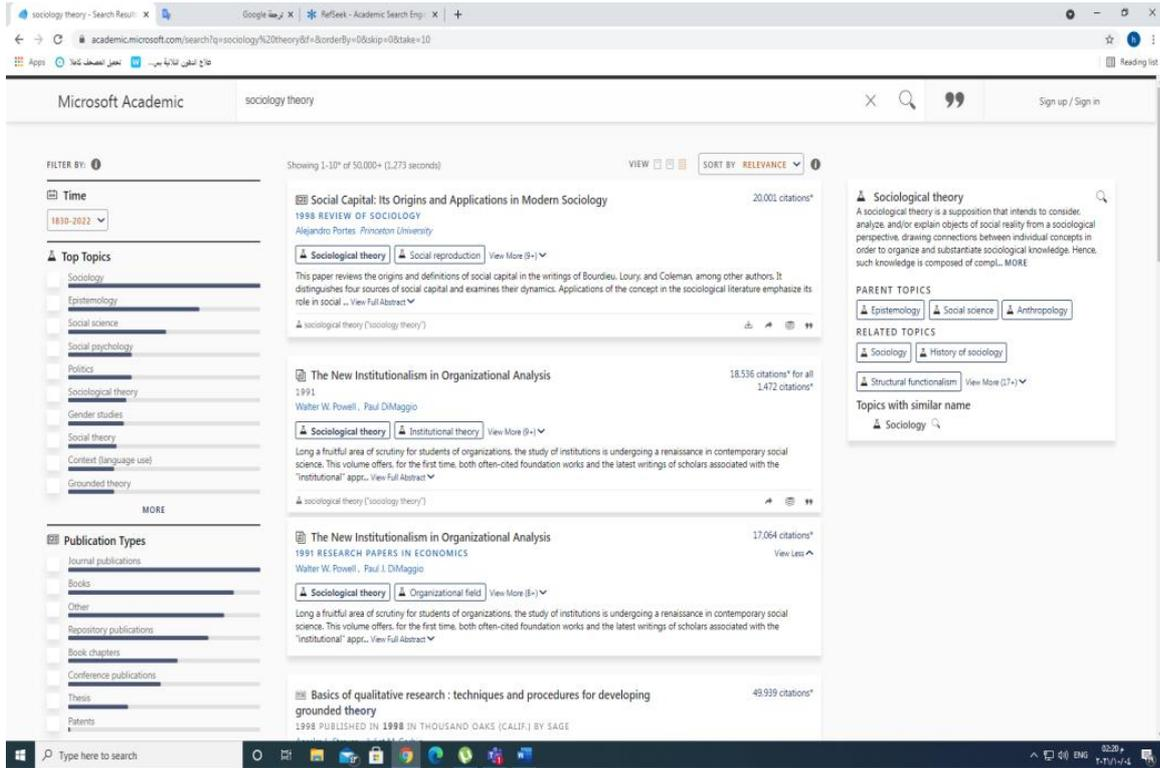 sociology theory - Search Result:
ترجمة Google
RefSeek - Academic Search Engi
academic.microsoft.com/search?q=sociology%20theory&f=&orderBy=0&skip=0&take=10
Apps
تحميل المصحف كاملا
Reading list
Microsoft Academic
sociology theory
Sign up / Sign in
FILTER BY:
Time
1830-2022
Top Topics
Sociology
Epistemology
Social science
Social psychology
Politics
Sociological theory
Gender studies
Social theory
Context (language use)
Grounded theory
MORE
Publication Types
Journal publications
Books
Other
Repository publications
Book chapters
Conference publications
Thesis
Patents
Showing 1-10* of 50,000+ (1,273 seconds)
VIEW
SORT BY RELEVANCE
Social Capital: Its Origins and Applications in Modern Sociology
20,001 citations*
1998 REVIEW OF SOCIOLOGY
Alejandro Portes Princeton University
Sociological theory Social reproduction View More (9+)
This paper reviews the origins and definitions of social capital in the writings of Bourdieu, Loury, and Coleman, among other authors. It
distinguishes four sources of social capital and examines their dynamics. Applications of the concept in the sociological literature emphasize its
role in social ... View Full Abstract
sociological theory ("sociology theory")
The New Institutionalism in Organizational Analysis
18,536 citations* for all
1,472 citations*
1991
Walter W. Powell , Paul DiMaggio
Sociological theory Institutional theory View More (9+)
Long a fruitful area of scrutiny for students of organizations, the study of institutions is undergoing a renaissance in contemporary social
science. This volume offers, for the first time, both often-cited foundation works and the latest writings of scholars associated with the
"institutional" appr... View Full Abstract
sociological theory ("sociology theory")
The New Institutionalism in Organizational Analysis
17,064 citations*
1991 RESEARCH PAPERS IN ECONOMICS
View Less
Walter W. Powell , Paul J. DiMaggio
Sociological theory Organizational field View More (8+)
Long a fruitful area of scrutiny for students of organizations, the study of institutions is undergoing a renaissance in contemporary social
science. This volume offers, for the first time, both often-cited foundation works and the latest writings of scholars associated with the
"institutional" appr... View Full Abstract
Basics of qualitative research : techniques and procedures for developing
grounded theory
49,939 citations*
1998 PUBLISHED IN 1998 IN THOUSAND OAKS (CALIF.) BY SAGE
Sociological theory
A sociological theory is a supposition that intends to consider,
analyze, and/or explain objects of social reality from a sociological
perspective, drawing connections between individual concepts in
order to organize and substantiate sociological knowledge. Hence,
such knowledge is composed of compl... MORE
PARENT TOPICS
Epistemology Social science Anthropology
RELATED TOPICS
Sociology History of sociology
Structural functionalism View More (17+)
Topics with similar name
Sociology
Type here to search
ENG
02:20 م
٢٠٢١/١٠/٠٤